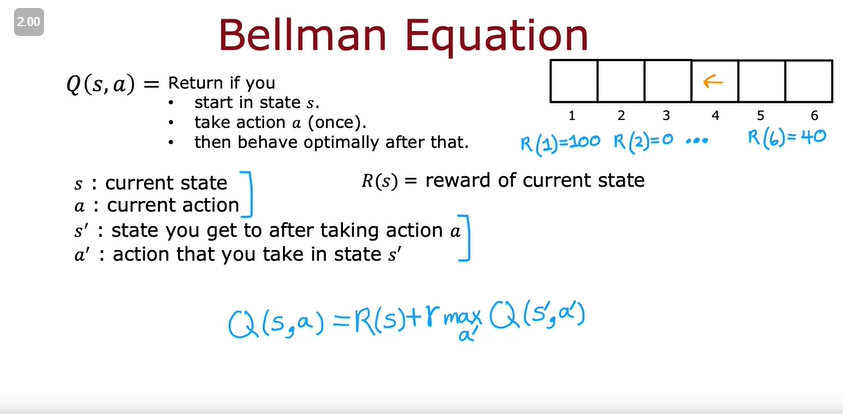 2.00
Bellman Equation
Q(s, a) = Return if you
• start in state s.
• take action a (once).
• then behave optimally after that.
←
1 2 3 4 5 6
R(1)=100 R(2)=0 ... R(6)=40
s : current state
R(s) = reward of current state
a : current action
s' : state you get to after taking action a
a' : action that you take in state s'
Q(s,a) = R(s)+γ max Q(s',a')
a'